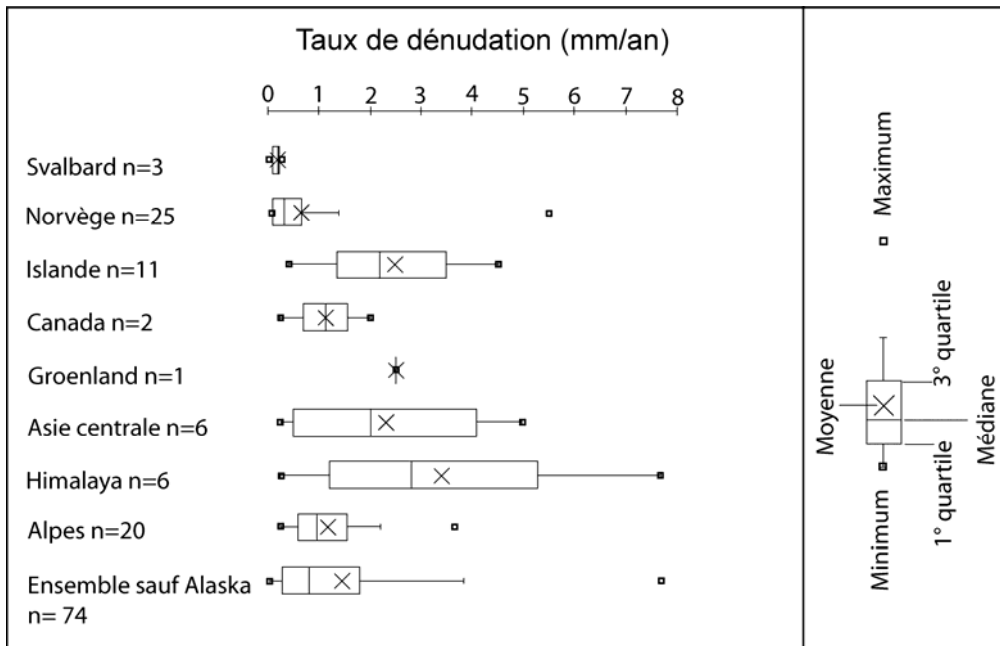 Taux de dénudation (mm/an)
0 1 2 3 4 5 6 7 8
Svalbard n=3
Norvège n=25
Islande n=11
Canada n=2
Groenland n=1
Asie centrale n=6
Himalaya n=6
Alpes n=20
Ensemble sauf Alaska
n= 74
Maximum
3° quartile
Moyenne
Médiane
1° quartile
Minimum